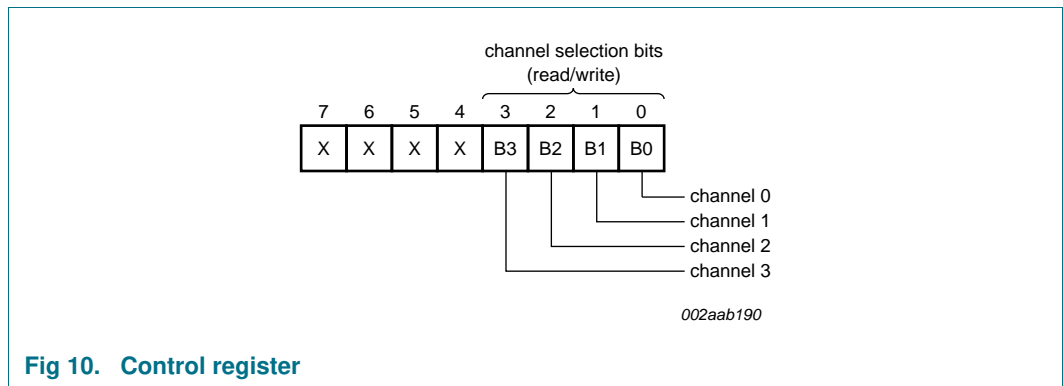 channel selection bits
(read/write)
7 6 5 4 3 2 1 0
X X X X B3 B2 B1 B0
channel 0
channel 1
channel 2
channel 3
002aab190
Fig 10. Control register